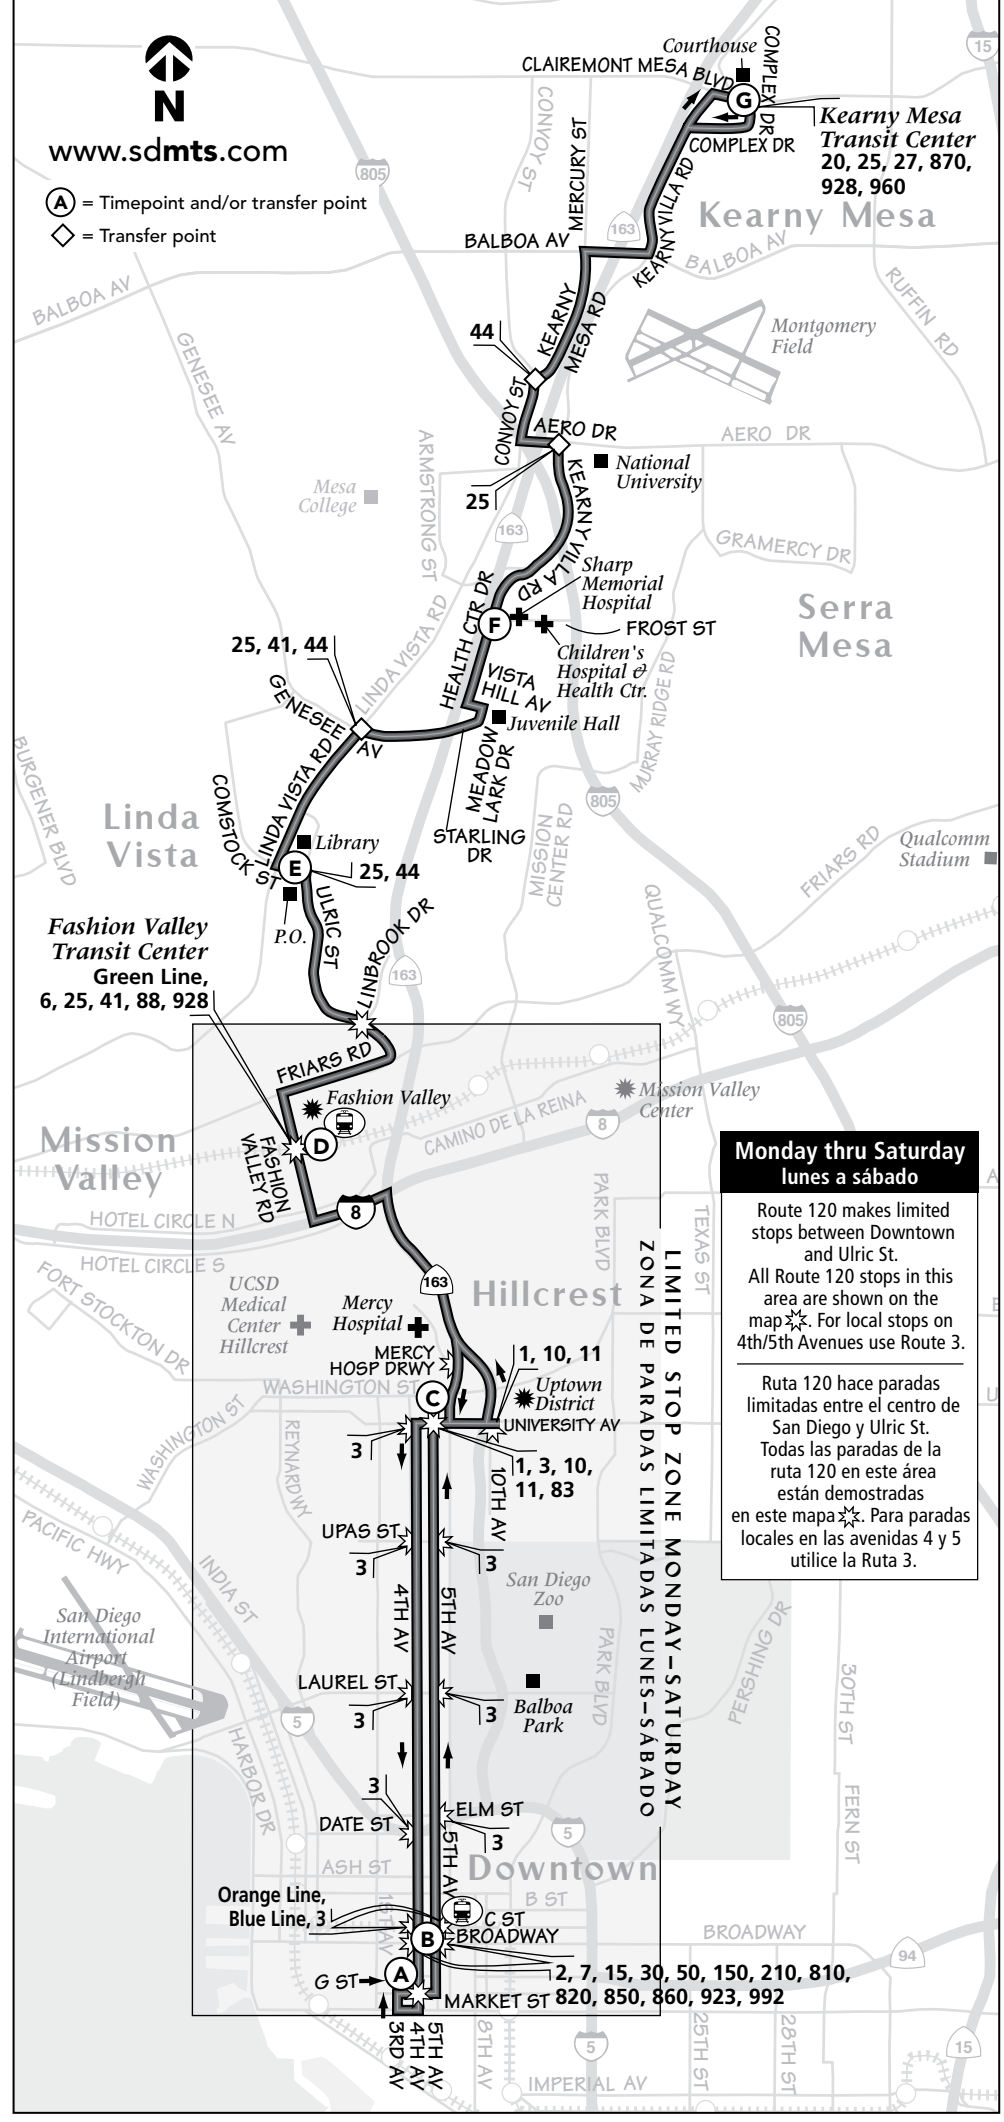 N
www.sdmts.com
A = Timepoint and/or transfer point
= Transfer point
Courthouse
CLAIREMONT MESA BLVD
COMPLEX DR
G
COMPLEX DR
Kearny Mesa
Transit Center
20, 25, 27, 870,
928, 960
15
805
CONVOY ST
MERCURY ST
KEARNY VILLA RD
163
Kearny Mesa
BALBOA AV
BALBOA AV
BALBOA AV
RUFFIN RD
GENESEE AV
KEARNY
MESA RD
44
Montgomery
Field
CONVOY ST
AERO DR
AERO DR
ARMSTRONG ST
National
University
Mesa
College
25
KEARNY VILLA RD
163
GRAMERCY DR
Sharp
Memorial
Hospital
HEALTH CTR DR
F
FROST ST
Serra
Mesa
Children's
Hospital &
Health Ctr.
LINDA VISTA RD
25, 41, 44
VISTA
HILL AV
MURRAY RIDGE RD
GENESEE
AV
Juvenile Hall
MEADOW
LARK DR
BURGENER BLVD
LINDA VISTA RD
COMSTOCK ST
805
Linda
Vista
STARLING
DR
MISSION
CENTER RD
FRIARS RD
Qualcomm
Stadium
Library
E
25, 44
P.O.
ULRIC ST
LINBROOK DR
QUALCOMM WY
Fashion Valley
Transit Center
Green Line,
6, 25, 41, 88, 928
163
805
FRIARS RD
Fashion Valley
Mission Valley
Center
CAMINO DE LA REINA
8
Mission
Valley
D
FASHION
VALLEY RD
HOTEL CIRCLE N
8
HOTEL CIRCLE S
PARK BLVD
TEXAS ST
Monday thru Saturday
lunes a sábado
Route 120 makes limited
stops between Downtown
and Ulric St.
All Route 120 stops in this
area are shown on the
map . For local stops on
4th/5th Avenues use Route 3.
Ruta 120 hace paradas
limitadas entre el centro de
San Diego y Ulric St.
Todas las paradas de la
ruta 120 en este área
están demostradas
en este mapa . Para paradas
locales en las avenidas 4 y 5
utilice la Ruta 3.
LIMITED STOP ZONE MONDAY–SATURDAY
ZONA DE PARADAS LIMITADAS LUNES–SÁBADO
FORT STOCKTON DR
UCSD
Medical
Center
Hillcrest
163
Hillcrest
Mercy
Hospital
MERCY
HOSP DRWY
1, 10, 11
WASHINGTON ST
C
Uptown
District
UNIVERSITY AV
WASHINGTON ST
REYNARD WY
3
1, 3, 10,
11, 83
10TH AV
PACIFIC HWY
UPAS ST
3
3
INDIA ST
4TH AV
5TH AV
San Diego
Zoo
San Diego
International
Airport
(Lindbergh
Field)
PARK BLVD
PERSHING DR
LAUREL ST
3
3
Balboa
Park
30TH ST
5
HARBOR DR
3
DATE ST
ELM ST
3
5
FERN ST
5TH AV
ASH ST
Downtown
1ST AV
B ST
Orange Line,
Blue Line, 3
C ST
B
BROADWAY
BROADWAY
94
G ST
A
2, 7, 15, 30, 50, 150, 210, 810,
820, 850, 860, 923, 992
MARKET ST
3RD AV
4TH AV
5TH AV
8TH AV
5
25TH ST
28TH ST
15
IMPERIAL AV